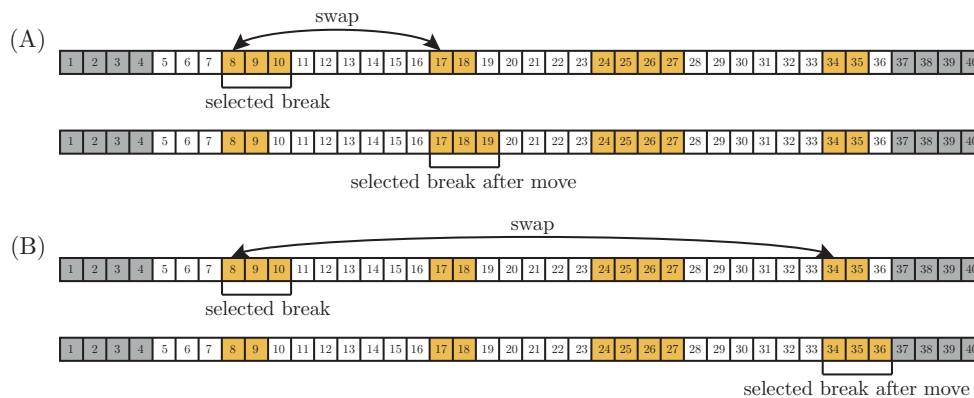 swap
(A)
1 2 3 4 5 6 7 8 9 10 11 12 13 14 15 16 17 18 19 20 21 22 23 24 25 26 27 28 29 30 31 32 33 34 35 36 37 38 39 40
selected break
1 2 3 4 5 6 7 8 9 10 11 12 13 14 15 16 17 18 19 20 21 22 23 24 25 26 27 28 29 30 31 32 33 34 35 36 37 38 39 40
selected break after move
swap
(B)
1 2 3 4 5 6 7 8 9 10 11 12 13 14 15 16 17 18 19 20 21 22 23 24 25 26 27 28 29 30 31 32 33 34 35 36 37 38 39 40
selected break
1 2 3 4 5 6 7 8 9 10 11 12 13 14 15 16 17 18 19 20 21 22 23 24 25 26 27 28 29 30 31 32 33 34 35 36 37 38 39 40
selected break after move